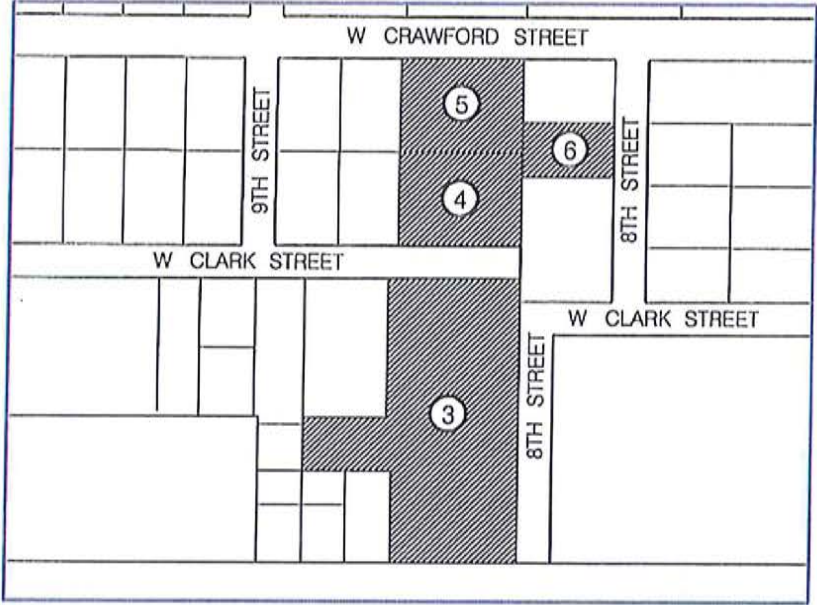 W CRAWFORD STREET
5
9TH STREET
6
8TH STREET
4
W CLARK STREET
W CLARK STREET
8TH STREET
3